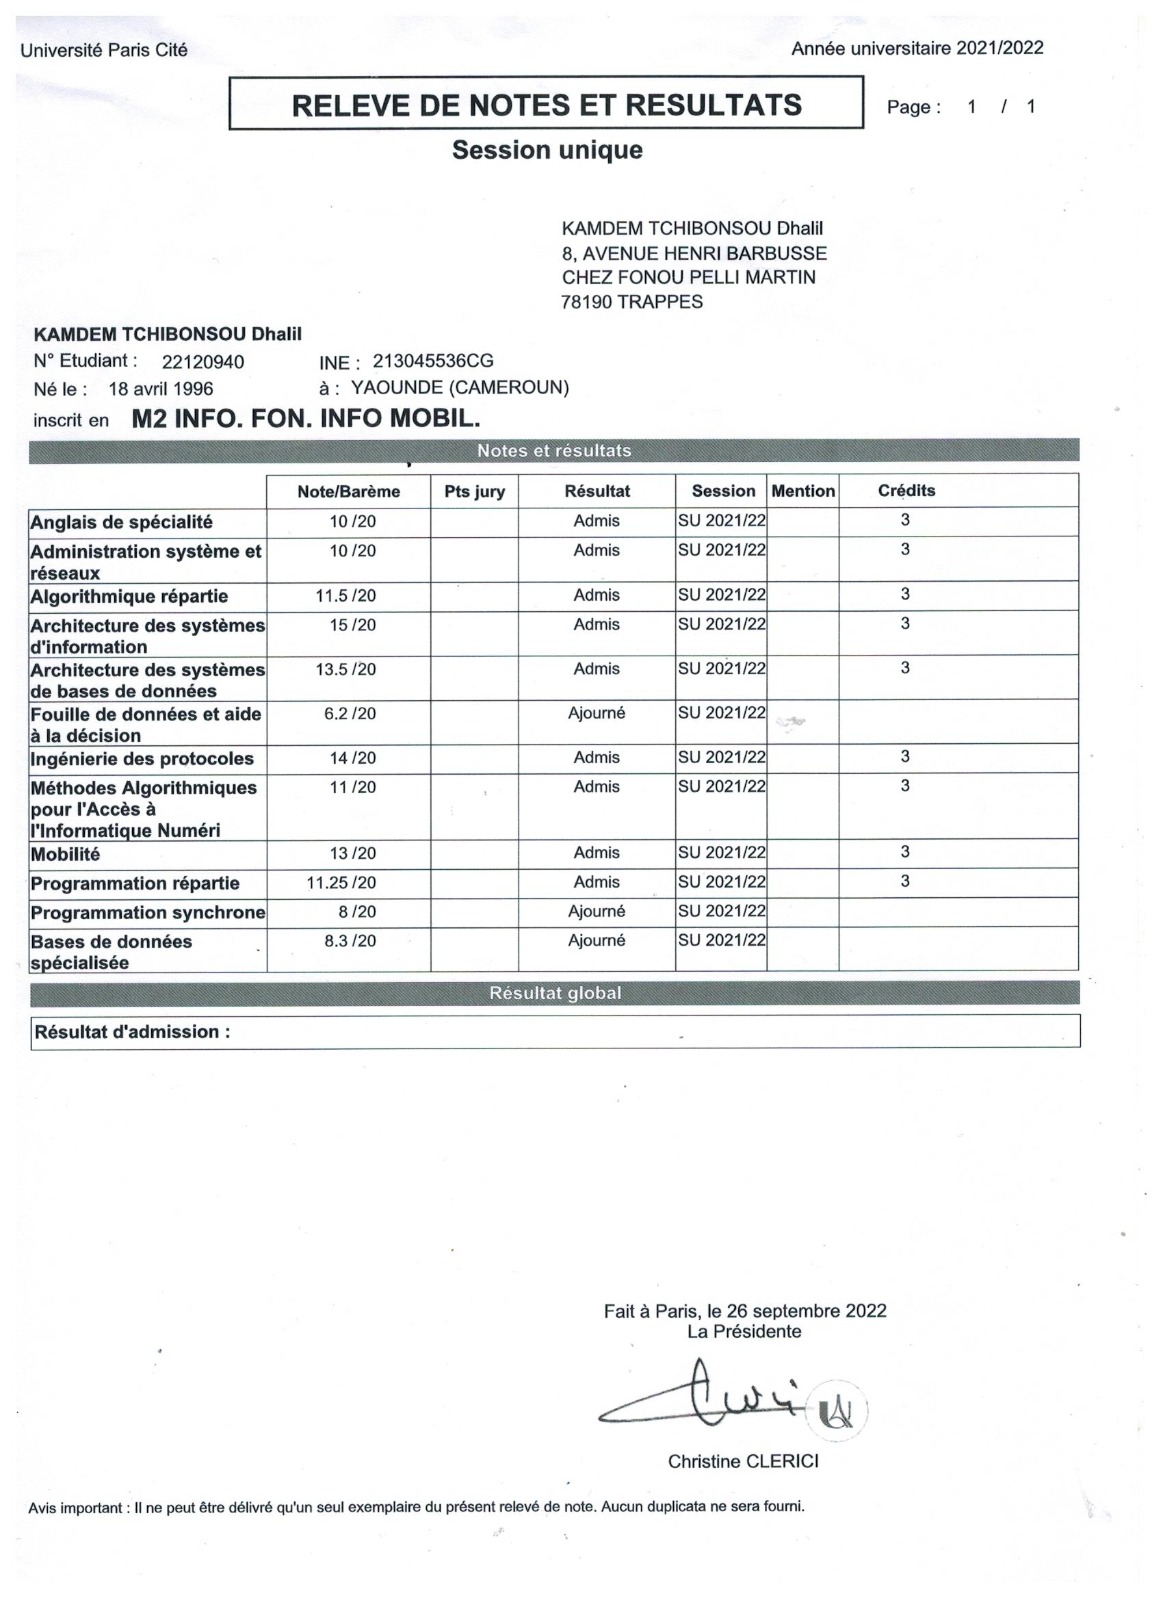 Université Paris Cité
Année universitaire 2021/2022
RELEVE DE NOTES ET RESULTATS
Page : 1 / 1
Session unique
KAMDEM TCHIBONSOU Dhalil
8, AVENUE HENRI BARBUSSE
CHEZ FONOU PELLI MARTIN
78190 TRAPPES
KAMDEM TCHIBONSOU Dhalil
N° Etudiant : 22120940 INE : 213045536CG
Né le : 18 avril 1996 à : YAOUNDE (CAMEROUN)
inscrit en M2 INFO. FON. INFO MOBIL.
Notes et résultats
Note/Barème Pts jury Résultat Session Mention Crédits
Anglais de spécialité 10 /20 Admis SU 2021/22 3
Administration système et 10 /20 Admis SU 2021/22 3
réseaux
Algorithmique répartie 11.5 /20 Admis SU 2021/22 3
Architecture des systèmes 15 /20 Admis SU 2021/22 3
d'information
Architecture des systèmes 13.5 /20 Admis SU 2021/22 3
de bases de données
Fouille de données et aide 6.2 /20 Ajourné SU 2021/22
à la décision
Ingénierie des protocoles 14 /20 Admis SU 2021/22 3
Méthodes Algorithmiques 11 /20 Admis SU 2021/22 3
pour l'Accès à
l'Informatique Numéri
Mobilité 13 /20 Admis SU 2021/22 3
Programmation répartie 11.25 /20 Admis SU 2021/22 3
Programmation synchrone 8 /20 Ajourné SU 2021/22
Bases de données 8.3 /20 Ajourné SU 2021/22
spécialisée
Résultat global
Résultat d'admission :
Fait à Paris, le 26 septembre 2022
La Présidente
Christine CLERICI
Avis important : Il ne peut être délivré qu'un seul exemplaire du présent relevé de note. Aucun duplicata ne sera fourni.